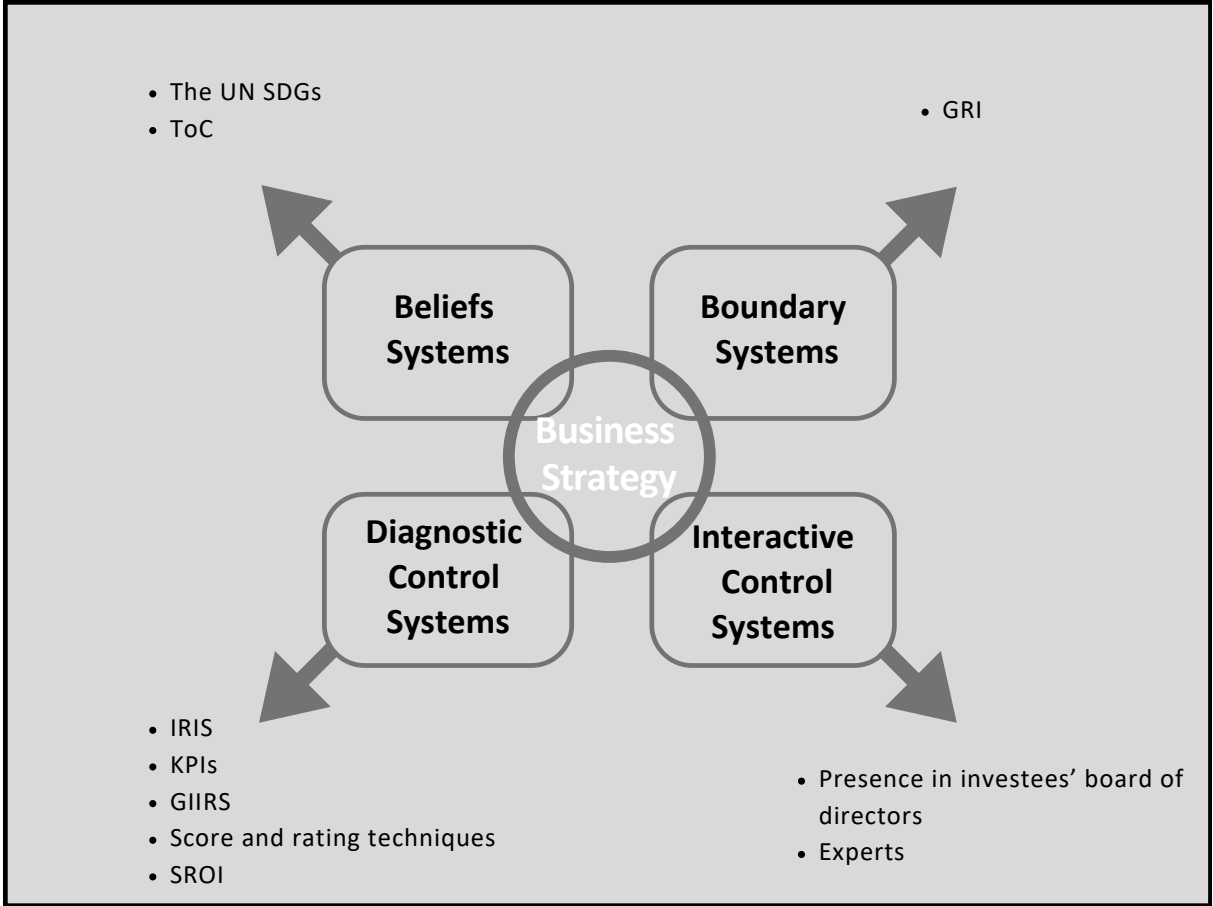 • The UN SDGs
• ToC
• GRI
Beliefs
Systems
Boundary
Systems
Business
Strategy
Diagnostic
Control
Systems
Interactive
Control
Systems
• IRIS
• KPIs
• GIIRS
• Score and rating techniques
• SROI
• Presence in investees’ board of
directors
• Experts